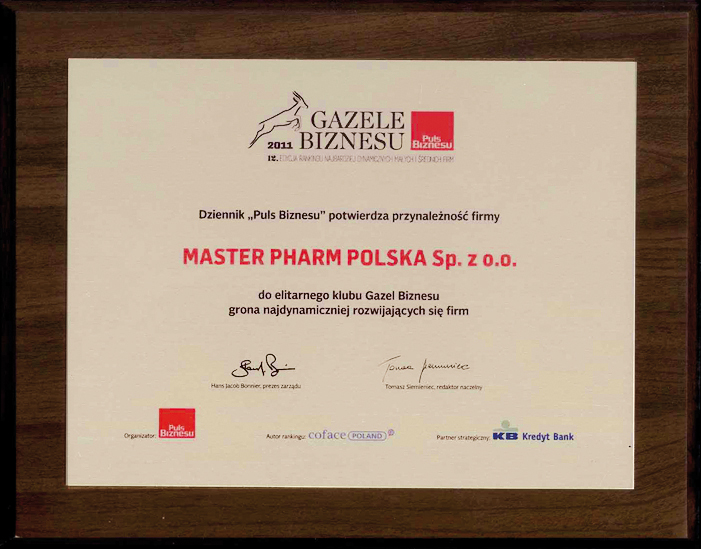 GAZELE
2011 BIZNESU
Puls
Biznesu
12. EDYCJA RANKINGU NAJBARDZIEJ DYNAMICZNYCH MAŁYCH I ŚREDNICH FIRM
Dziennik „Puls Biznesu” potwierdza przynależność firmy
MASTER PHARM POLSKA Sp. z o.o.
do elitarnego klubu Gazel Biznesu
grona najdynamiczniej rozwijających się firm
Hans Jacob Bonnier, prezes zarządu
Tomasz Siemieniec, redaktor naczelny
Organizator: Puls
Biznesu
Autor rankingu: coface POLAND
Partner strategiczny: KB Kredyt Bank